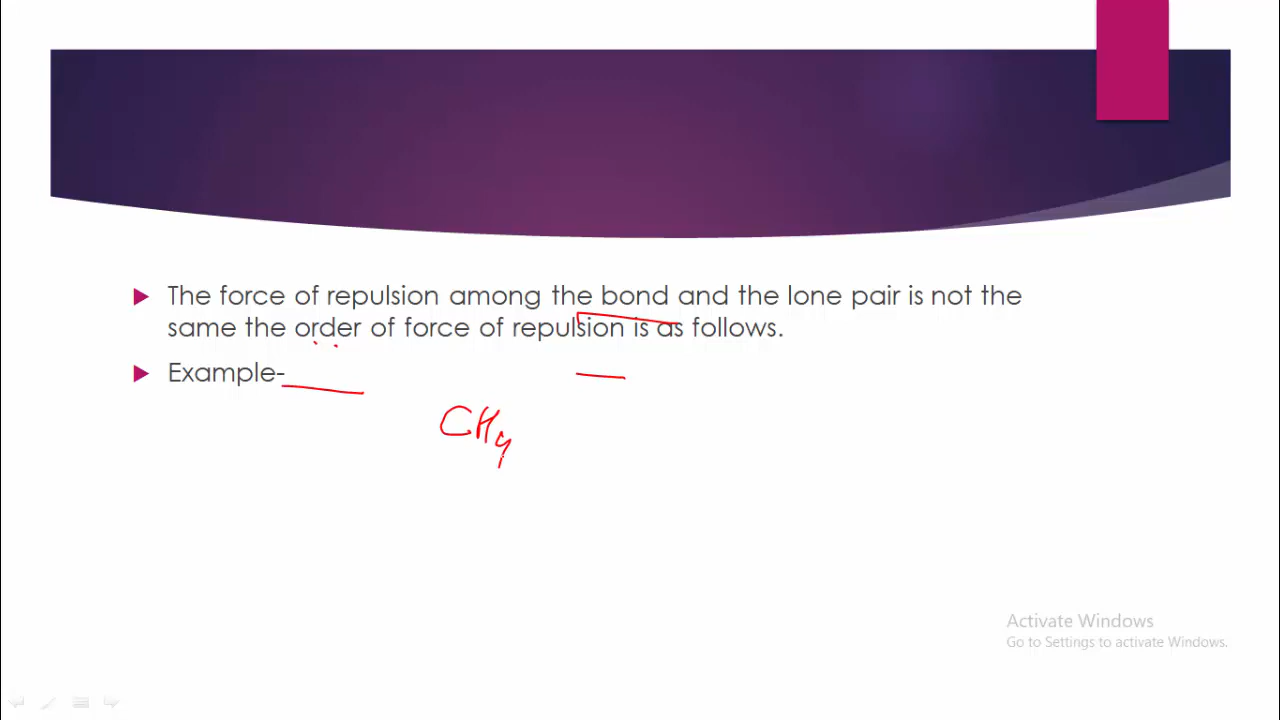 The force of repulsion among the bond and the lone pair is not the
same the order of force of repulsion is as follows.
Example-
CH4
Activate Windows
Go to Settings to activate Windows.